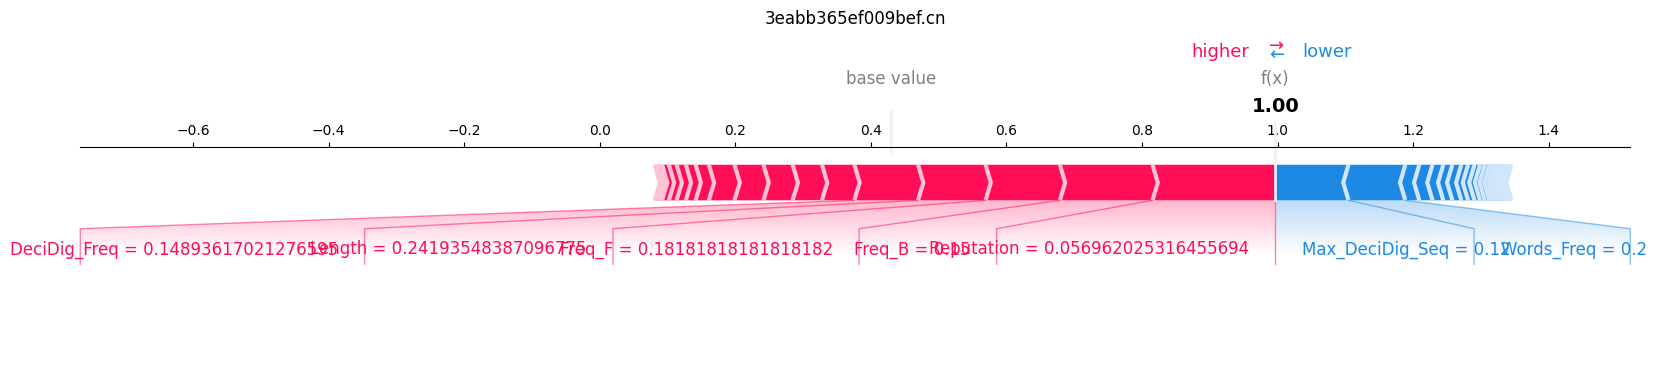 3eabb365ef009bef.cn
higher → ← lower
base value f(x)
1.00
−0.6 −0.4 −0.2 0.0 0.2 0.4 0.6 0.8 1.0 1.2 1.4
DeciDig_Freq = 0.14893617021276595 Length = 0.24193548387096775 Freq_F = 0.18181818181818182 Freq_B = 0.15 Reputation = 0.056962025316455694 Max_DeciDig_Seq = 0.12 Words_Freq = 0.2